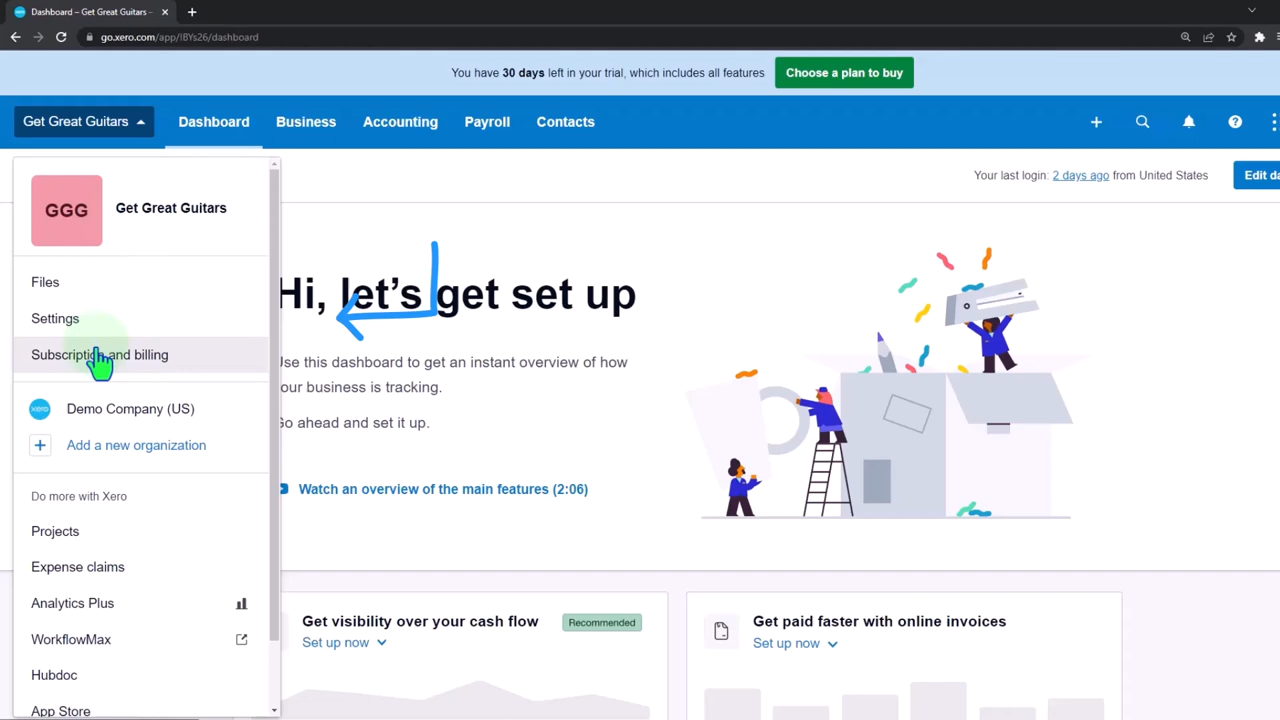 Dashboard – Get Great Guitars -
go.xero.com/app/!BYs26/dashboard
You have 30 days left in your trial, which includes all features
Choose a plan to buy
Get Great Guitars
Dashboard
Business
Accounting
Payroll
Contacts
GGG
Get Great Guitars
Your last login: 2 days ago from United States
Edit da
Files
Settings
Subscription and billing
xero
Demo Company (US)
Add a new organization
Do more with Xero
Projects
Expense claims
Analytics Plus
WorkflowMax
Hubdoc
App Store
Hi, let's get set up
Use this dashboard to get an instant overview of how
our business is tracking.
Go ahead and set it up.
Watch an overview of the main features (2:06)
Get visibility over your cash flow
Recommended
Set up now
Get paid faster with online invoices
Set up now